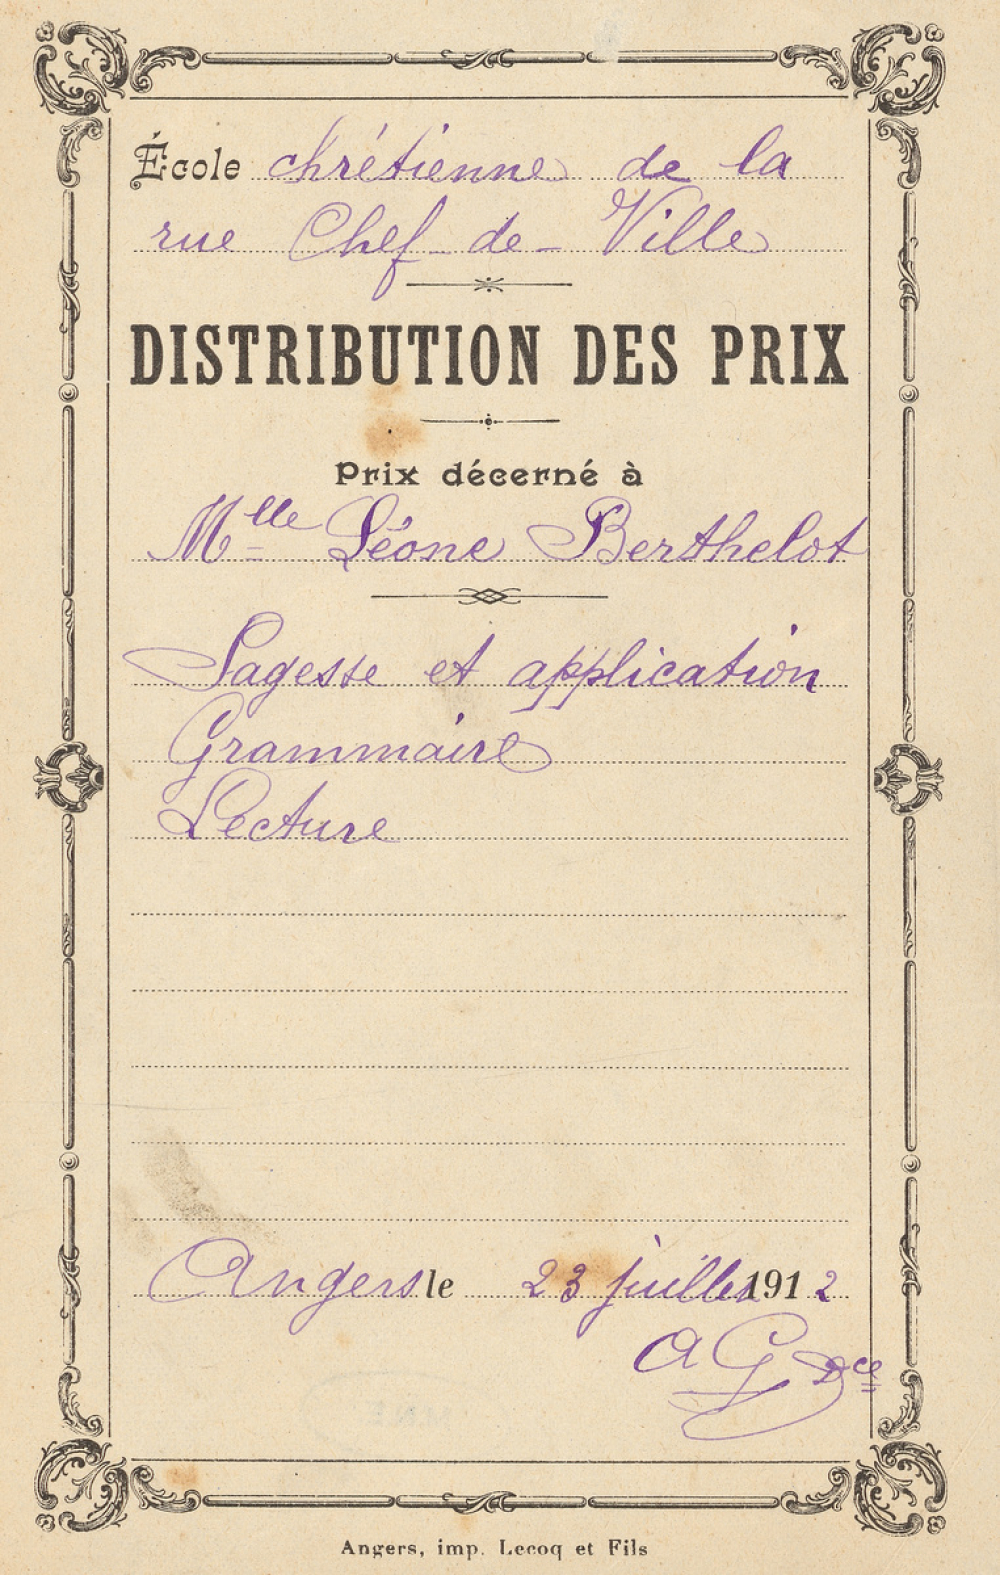 École chrétienne de la
rue Chef-de-Ville
DISTRIBUTION DES PRIX
Prix décerné à
Mlle Léone Berthelot
Sagesse et application
Grammaire
Lecture
Angers le 23 juillet 1912
A G Dce
Angers, imp. Lecoq et Fils